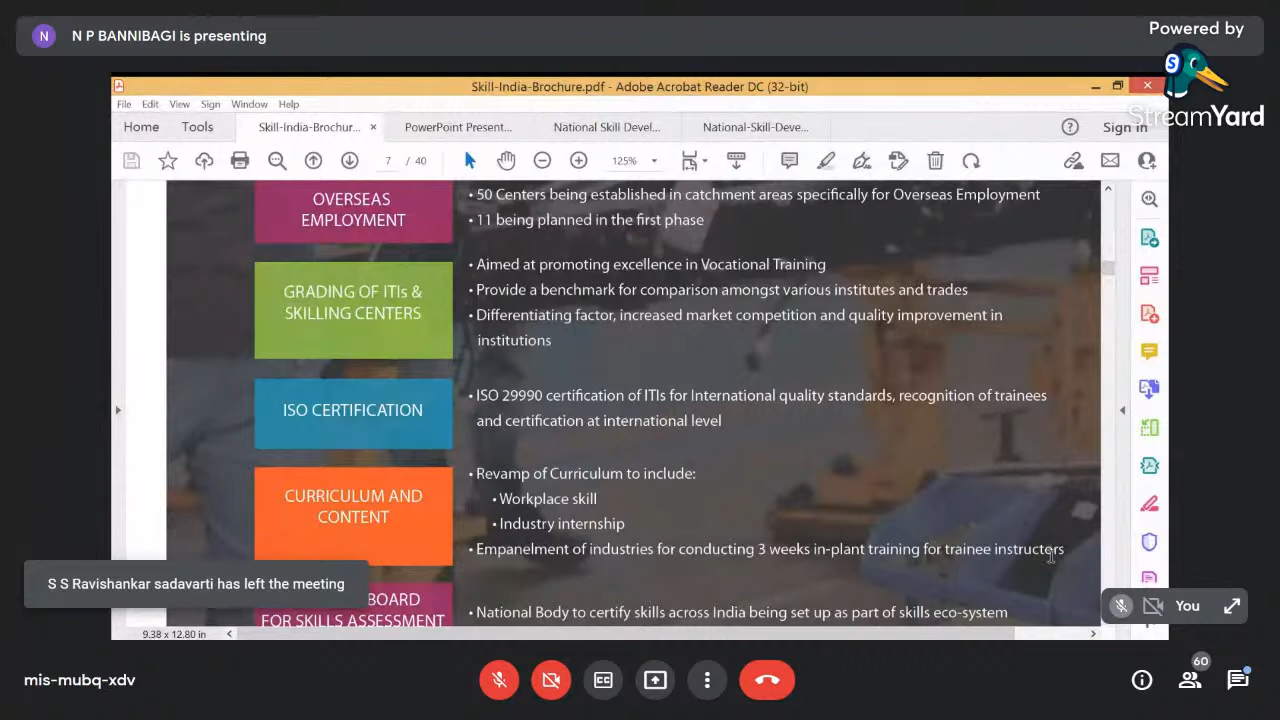 N P BANNIBAGI is presenting
Powered by
StreamYard
Skill-India-Brochure.pdf - Adobe Acrobat Reader DC (32-bit)
File Edit View Sign Window Help
Home Tools Skill-India-Brochur... × PowerPoint Present... National Skill Devel... National-Skill-Deve... Sign In
7 / 40 125%
OVERSEAS
EMPLOYMENT
• 50 Centers being established in catchment areas specifically for Overseas Employment
• 11 being planned in the first phase
GRADING OF ITIs &
SKILLING CENTERS
• Aimed at promoting excellence in Vocational Training
• Provide a benchmark for comparison amongst various institutes and trades
• Differentiating factor, increased market competition and quality improvement in
institutions
ISO CERTIFICATION
• ISO 29990 certification of ITIs for International quality standards, recognition of trainees
and certification at international level
CURRICULUM AND
CONTENT
• Revamp of Curriculum to include:
• Workplace skill
• Industry internship
• Empanelment of industries for conducting 3 weeks in-plant training for trainee instructors
BOARD
FOR SKILLS ASSESSMENT
• National Body to certify skills across India being set up as part of skills eco-system
S S Ravishankar sadavarti has left the meeting
You
9.38 x 12.80 in
mis-mubq-xdv
60
N
S